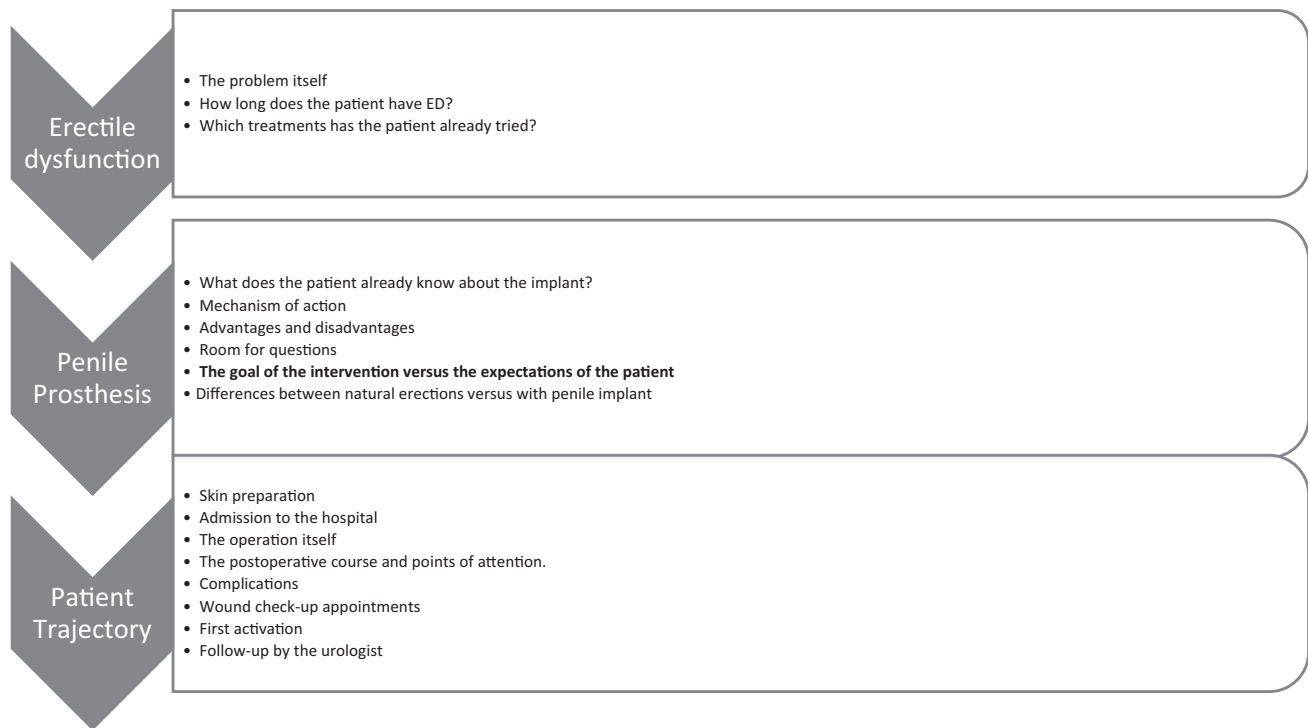 Erectile
dysfunction
• The problem itself
• How long does the patient have ED?
• Which treatments has the patient already tried?
Penile
Prosthesis
• What does the patient already know about the implant?
• Mechanism of action
• Advantages and disadvantages
• Room for questions
• The goal of the intervention versus the expectations of the patient
• Differences between natural erections versus with penile implant
Patient
Trajectory
• Skin preparation
• Admission to the hospital
• The operation itself
• The postoperative course and points of attention.
• Complications
• Wound check-up appointments
• First activation
• Follow-up by the urologist